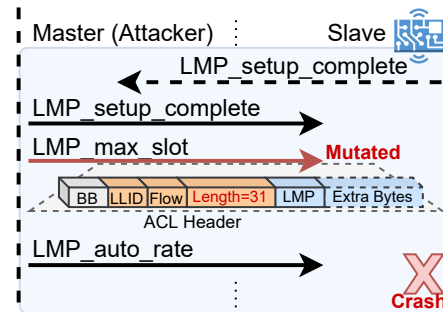 Master (Attacker)
Slave
LMP_setup_complete
LMP_setup_complete
LMP_max_slot
Mutated
BB LLID Flow Length=31 LMP Extra Bytes
ACL Header
LMP_auto_rate
Crash